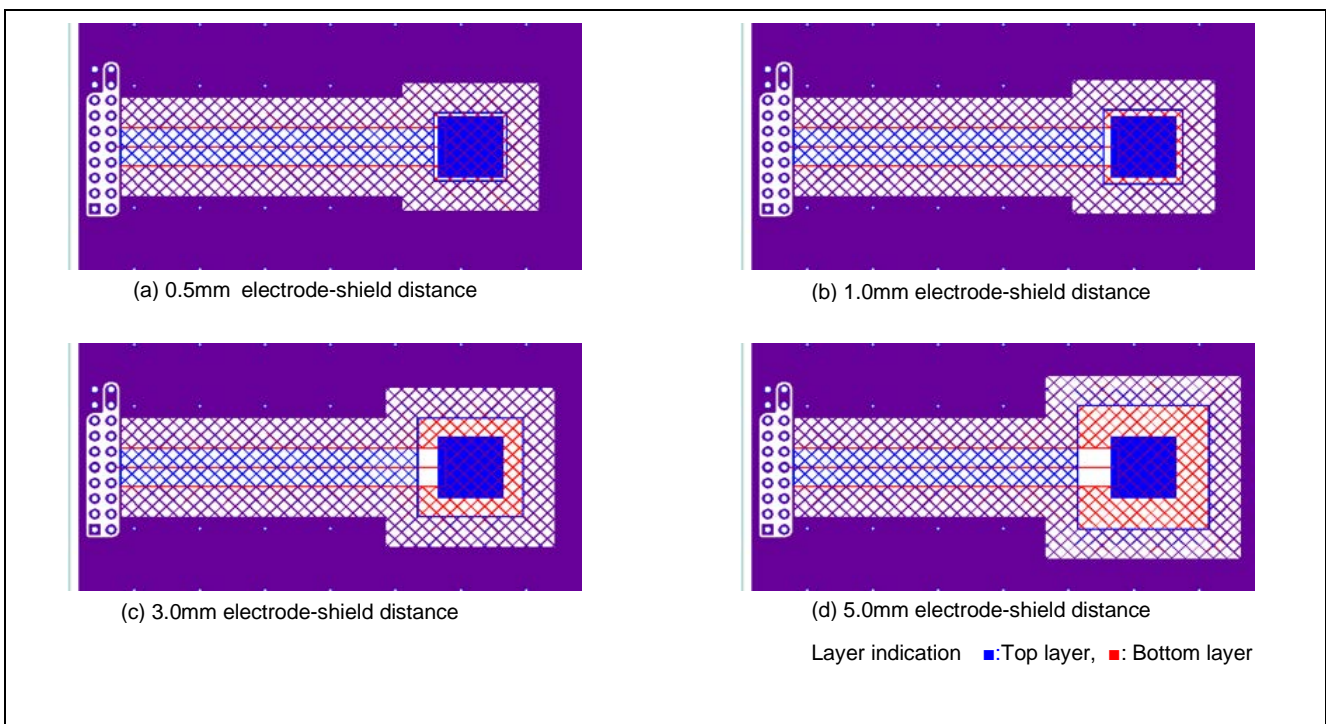 (a) 0.5mm  electrode-shield distance
(b) 1.0mm electrode-shield distance
(c) 3.0mm electrode-shield distance
(d) 5.0mm electrode-shield distance
Layer indication ■:Top layer, ■: Bottom layer